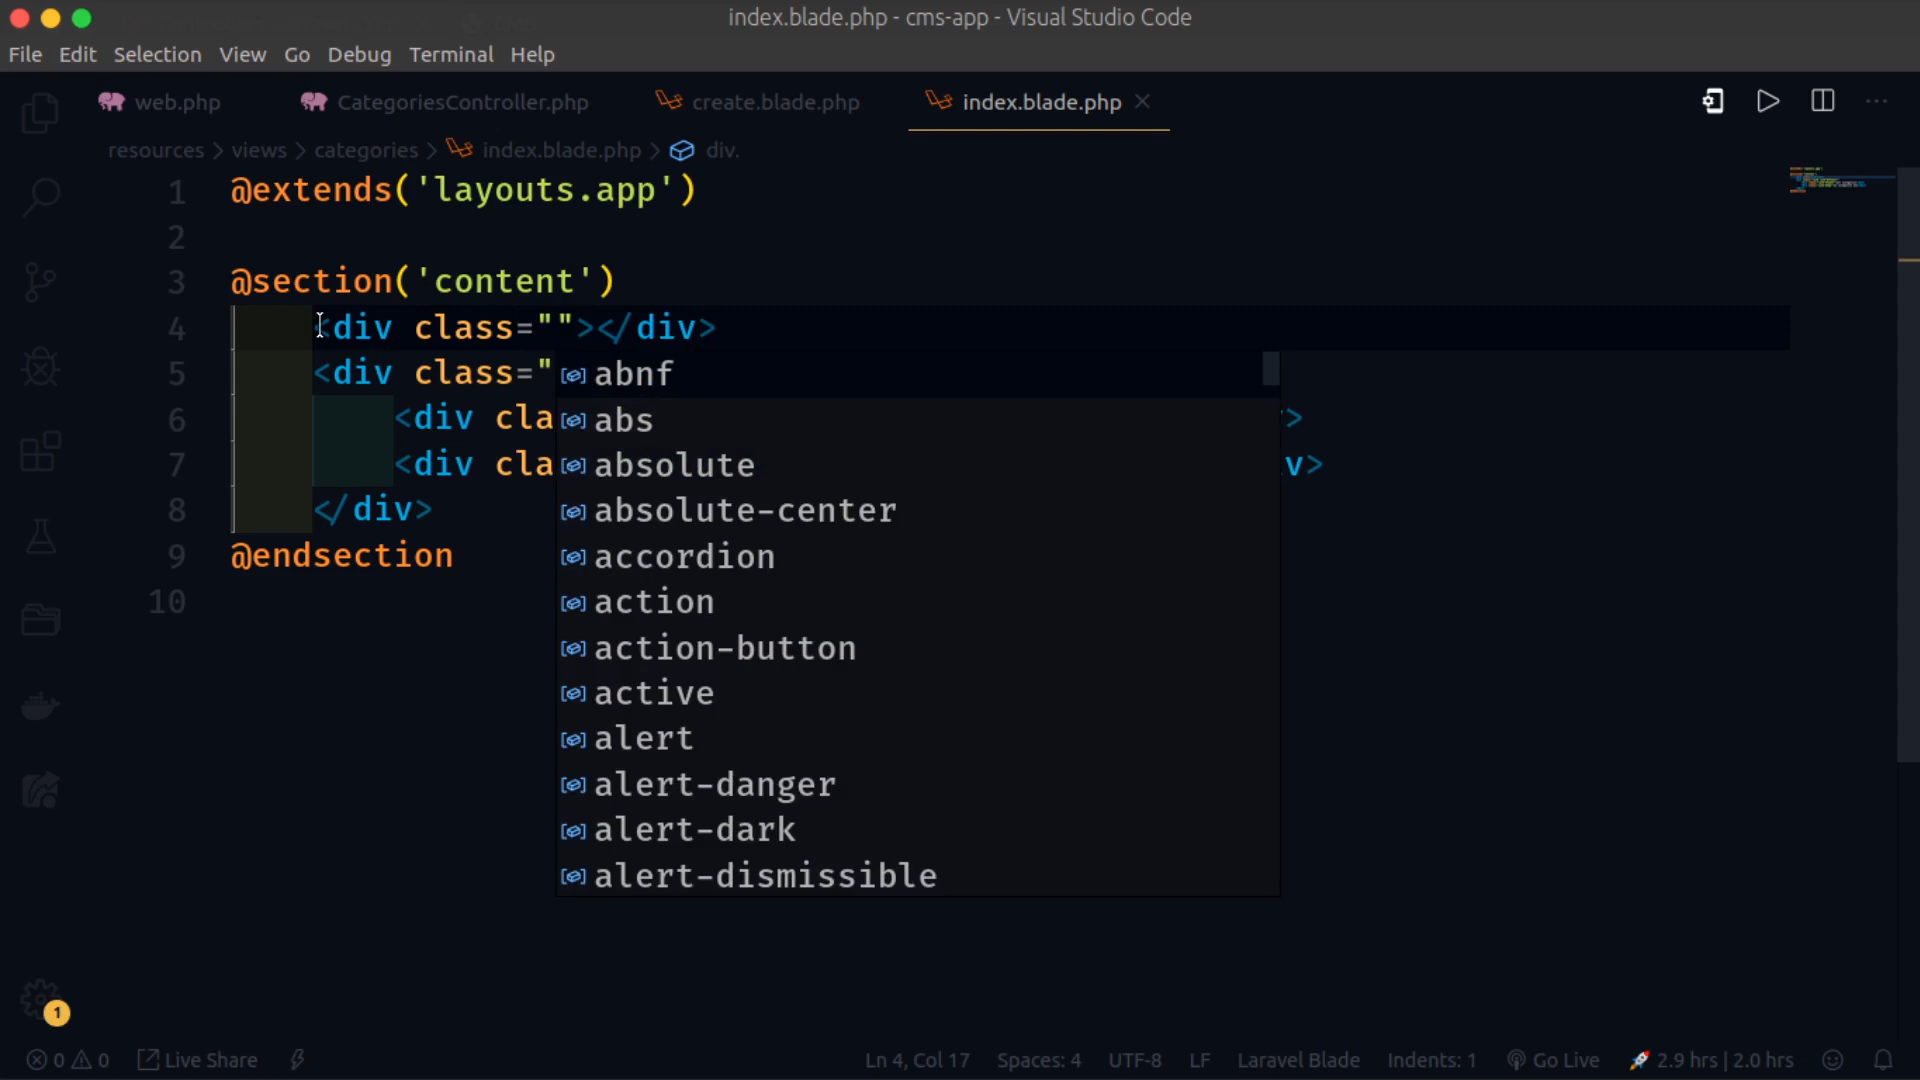 index.blade.php - cms-app - Visual Studio Code
File Edit Selection View Go Debug Terminal Help
web.php CategoriesController.php create.blade.php index.blade.php
resources > views > categories > index.blade.php > div.
1 @extends('layouts.app')
2
3 @section('content')
4 <div class=""></div>
5 <div class="
6 <div cla >
7 <div cla v>
8 </div>
9 @endsection
10
abnf
abs
absolute
absolute-center
accordion
action
action-button
active
alert
alert-danger
alert-dark
alert-dismissible
1
0 0 Live Share Ln 4, Col 17 Spaces: 4 UTF-8 LF Laravel Blade Indents: 1 Go Live 2.9 hrs | 2.0 hrs